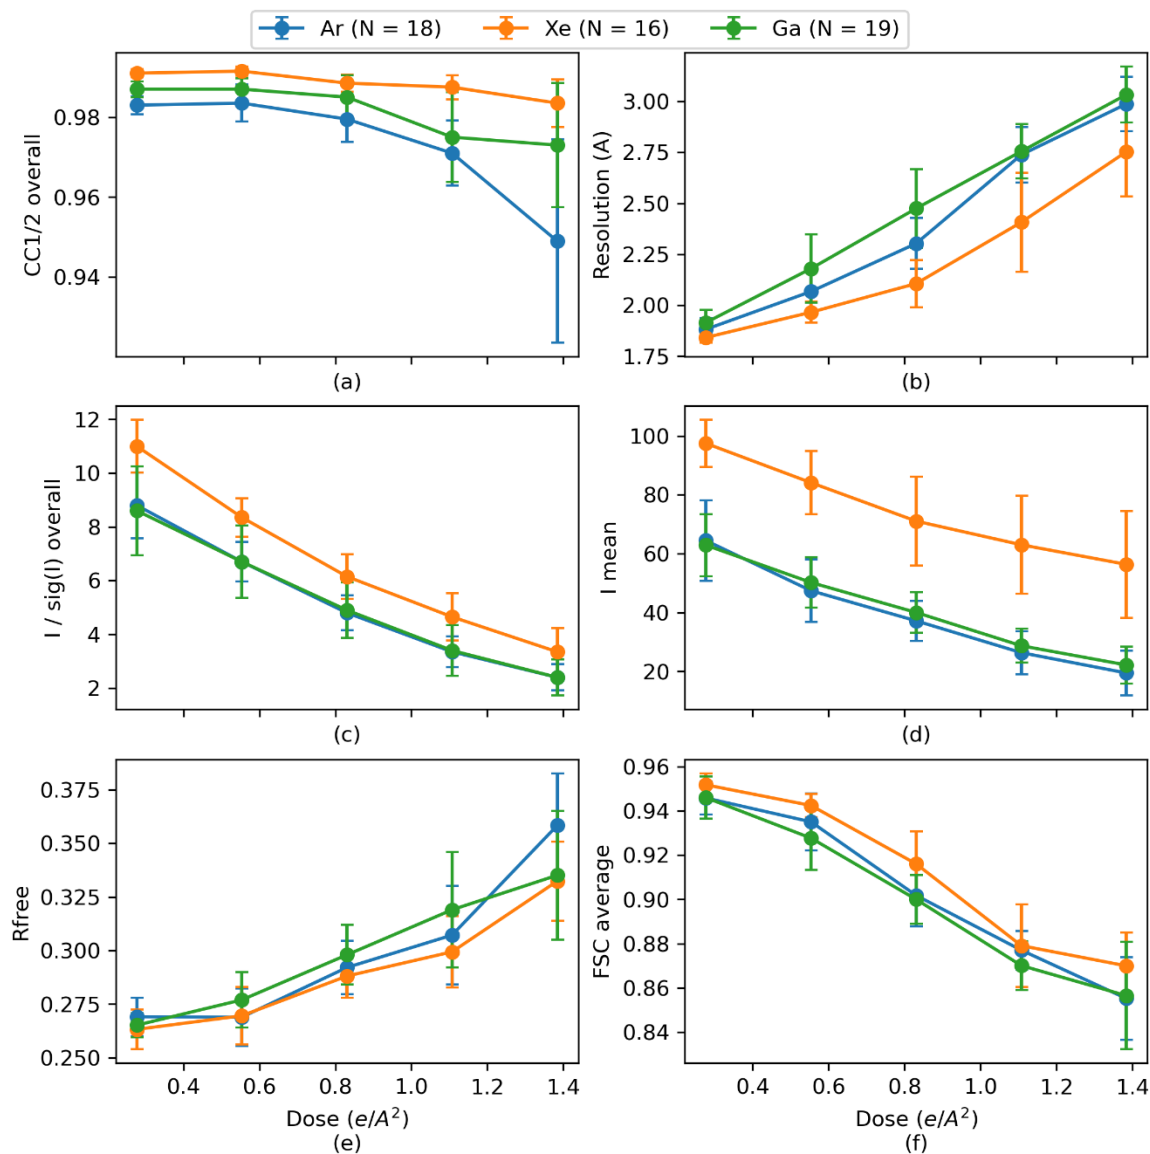 Ar (N = 18) Xe (N = 16) Ga (N = 19)
CC1/2 overall
0.98
0.96
0.94
(a)
Resolution (A)
3.00
2.75
2.50
2.25
2.00
1.75
(b)
I / sig(I) overall
12
10
8
6
4
2
(c)
I mean
100
80
60
40
20
(d)
Rfree
0.375
0.350
0.325
0.300
0.275
0.250
0.4 0.6 0.8 1.0 1.2 1.4
Dose (e/A²)
(e)
FSC average
0.96
0.94
0.92
0.90
0.88
0.86
0.84
0.4 0.6 0.8 1.0 1.2 1.4
Dose (e/A²)
(f)